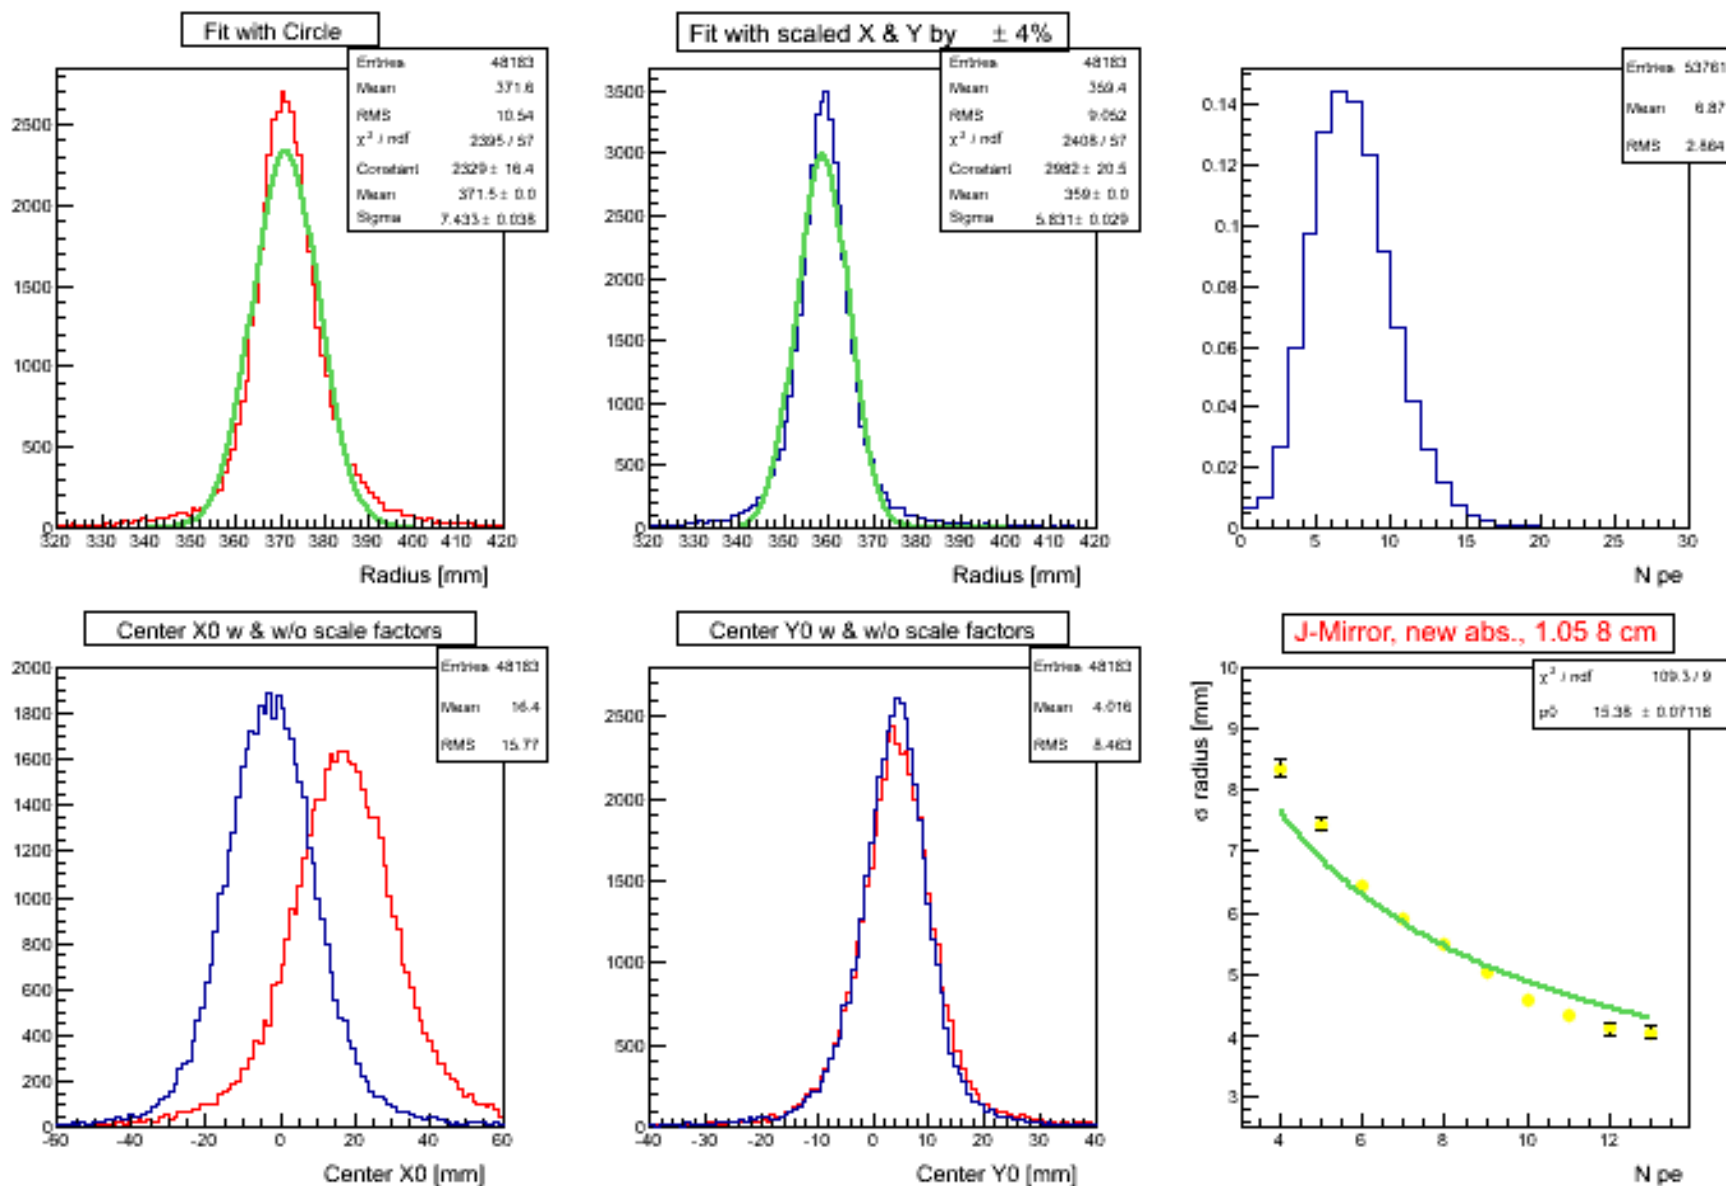 Fit with Circle
Entries 48183
Mean 371.6
RMS 10.54
χ² / ndf 2395 / 57
Constant 2329 ± 16.4
Mean 371.5 ± 0.0
Sigma 7.433 ± 0.038
2500
2000
1500
1000
500
0
320 330 340 350 360 370 380 390 400 410 420
Radius [mm]
Fit with scaled X & Y by ± 4%
Entries 48183
Mean 359.4
RMS 9.052
χ² / ndf 2408 / 57
Constant 2982 ± 20.5
Mean 359 ± 0.0
Sigma 5.831 ± 0.029
3500
3000
2500
2000
1500
1000
500
0
320 330 340 350 360 370 380 390 400 410 420
Radius [mm]
Entries 53761
Mean 6.87
RMS 2.864
0.14
0.12
0.1
0.08
0.06
0.04
0.02
0
0 5 10 15 20 25 30
N pe
Center X0 w & w/o scale factors
Entries 48183
Mean 16.4
RMS 15.77
2000
1800
1600
1400
1200
1000
800
600
400
200
0
-60 -40 -20 0 20 40 60
Center X0 [mm]
Center Y0 w & w/o scale factors
Entries 48183
Mean 4.016
RMS 8.463
2500
2000
1500
1000
500
0
-40 -30 -20 -10 0 10 20 30 40
Center Y0 [mm]
J-Mirror, new abs., 1.05 8 cm
χ² / ndf 109.3 / 9
p0 15.38 ± 0.07118
σ radius [mm]
10
9
8
7
6
5
4
3
4 6 8 10 12
N pe